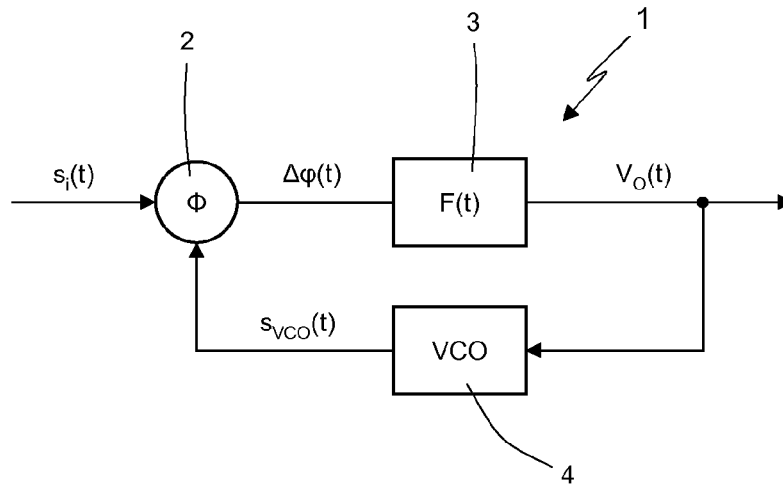 1
2
3
s_i(t)
Δφ(t)
V_O(t)
Φ
F(t)
s_VCO(t)
VCO
4